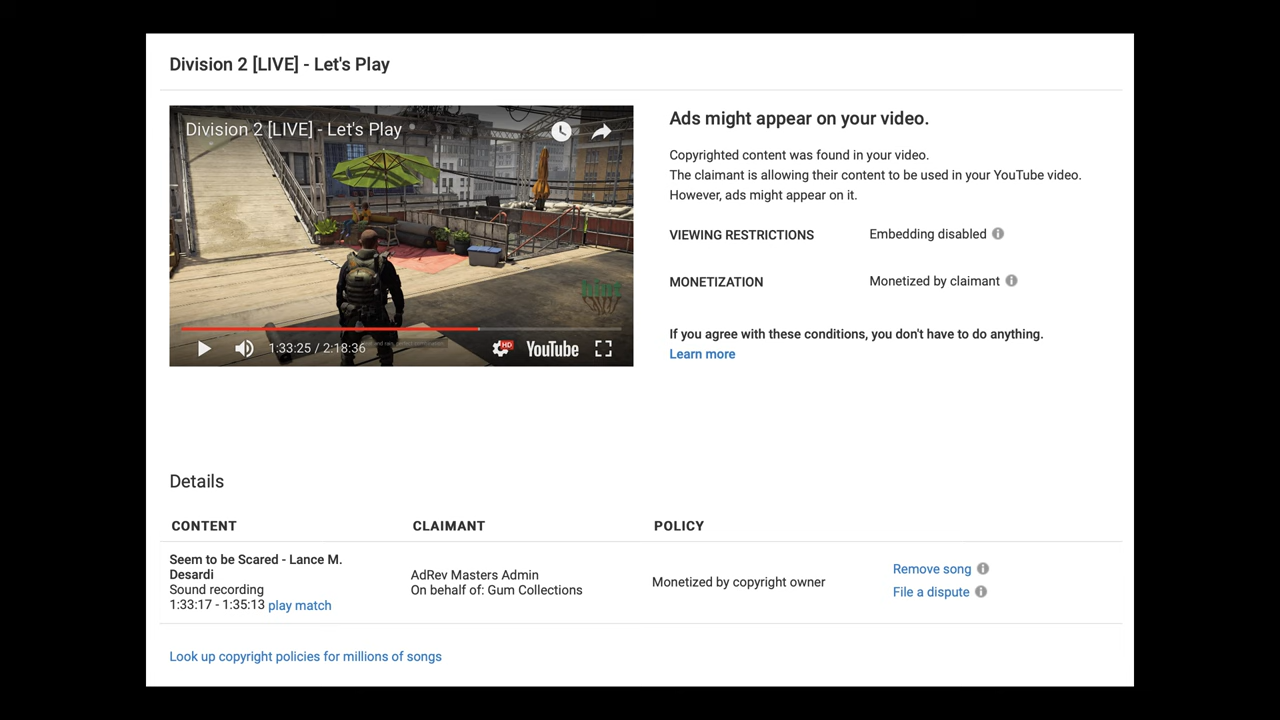 Division 2 [LIVE] - Let's Play
Division 2 [LIVE] - Let's Play
1:33:25 / 2:18:36
HD
YouTube
Ads might appear on your video.
Copyrighted content was found in your video.
The claimant is allowing their content to be used in your YouTube video.
However, ads might appear on it.
VIEWING RESTRICTIONS Embedding disabled
MONETIZATION Monetized by claimant
If you agree with these conditions, you don't have to do anything.
Learn more
Details
CONTENT CLAIMANT POLICY
Seem to be Scared - Lance M.
Desardi
Sound recording
1:33:17 - 1:35:13 play match
AdRev Masters Admin
On behalf of: Gum Collections
Monetized by copyright owner
Remove song
File a dispute
Look up copyright policies for millions of songs